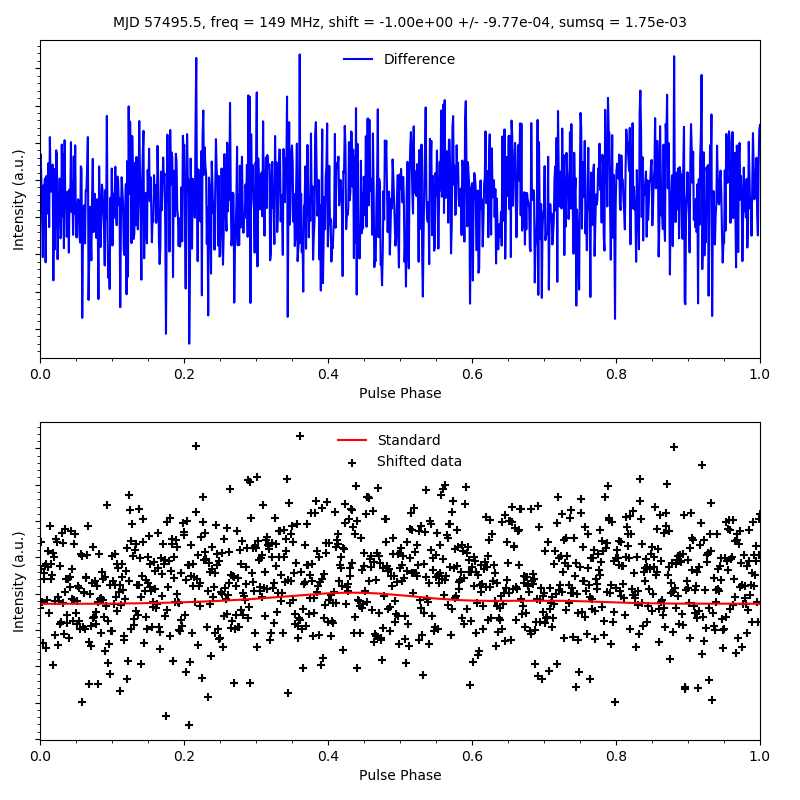 MJD 57495.5, freq = 149 MHz, shift = -1.00e+00 +/- -9.77e-04, sumsq = 1.75e-03
Difference
Intensity (a.u.)
0.0 0.2 0.4 0.6 0.8 1.0
Pulse Phase
Standard
Shifted data
Intensity (a.u.)
0.0 0.2 0.4 0.6 0.8 1.0
Pulse Phase